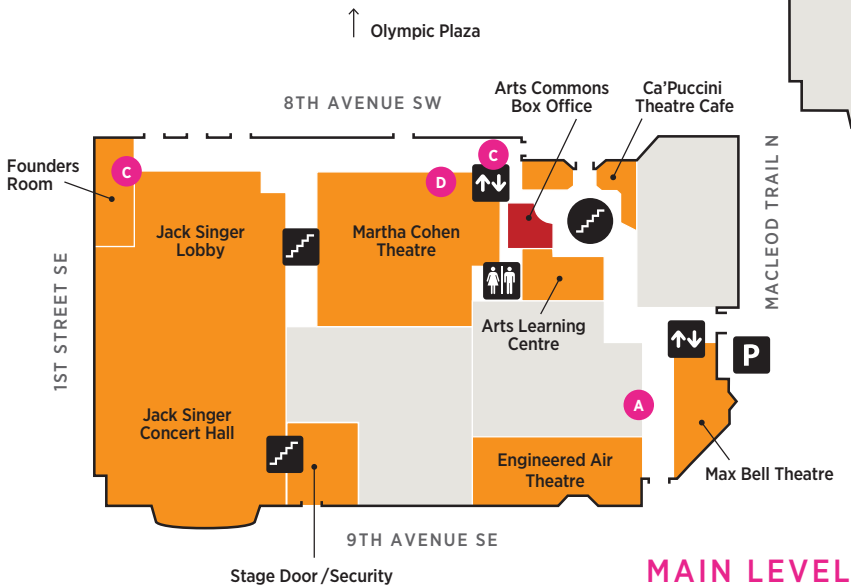 Olympic Plaza
8TH AVENUE SW
Arts Commons
Box Office
Ca'Puccini
Theatre Cafe
Founders
Room
C
C
D
Jack Singer
Lobby
Martha Cohen
Theatre
1ST STREET SE
MACLEOD TRAIL N
Arts Learning
Centre
P
A
Jack Singer
Concert Hall
Engineered Air
Theatre
Max Bell Theatre
9TH AVENUE SE
Stage Door / Security
MAIN LEVEL